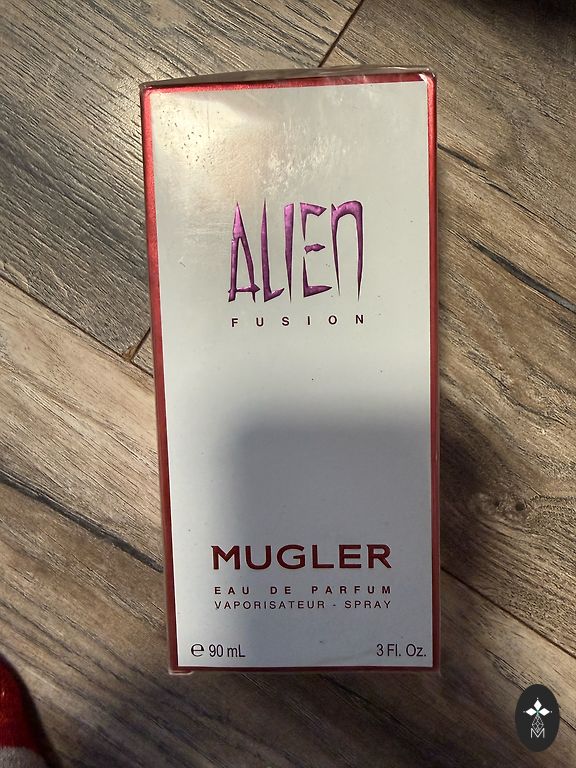 ALIEN
FUSION
MUGLER
EAU DE PARFUM
VAPORISATEUR - SPRAY
℮ 90 mL 3 Fl. Oz.
M